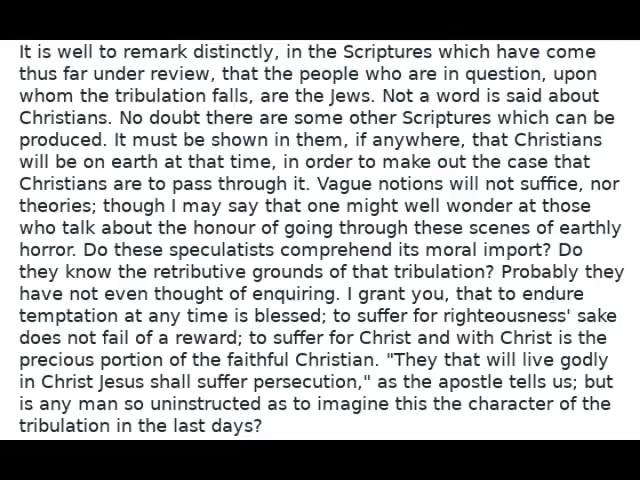 It is well to remark distinctly, in the Scriptures which have come
thus far under review, that the people who are in question, upon
whom the tribulation falls, are the Jews. Not a word is said about
Christians. No doubt there are some other Scriptures which can be
produced. It must be shown in them, if anywhere, that Christians
will be on earth at that time, in order to make out the case that
Christians are to pass through it. Vague notions will not suffice, nor
theories; though I may say that one might well wonder at those
who talk about the honour of going through these scenes of earthly
horror. Do these speculatists comprehend its moral import? Do
they know the retributive grounds of that tribulation? Probably they
have not even thought of enquiring. I grant you, that to endure
temptation at any time is blessed; to suffer for righteousness' sake
does not fail of a reward; to suffer for Christ and with Christ is the
precious portion of the faithful Christian. "They that will live godly
in Christ Jesus shall suffer persecution," as the apostle tells us; but
is any man so uninstructed as to imagine this the character of the
tribulation in the last days?